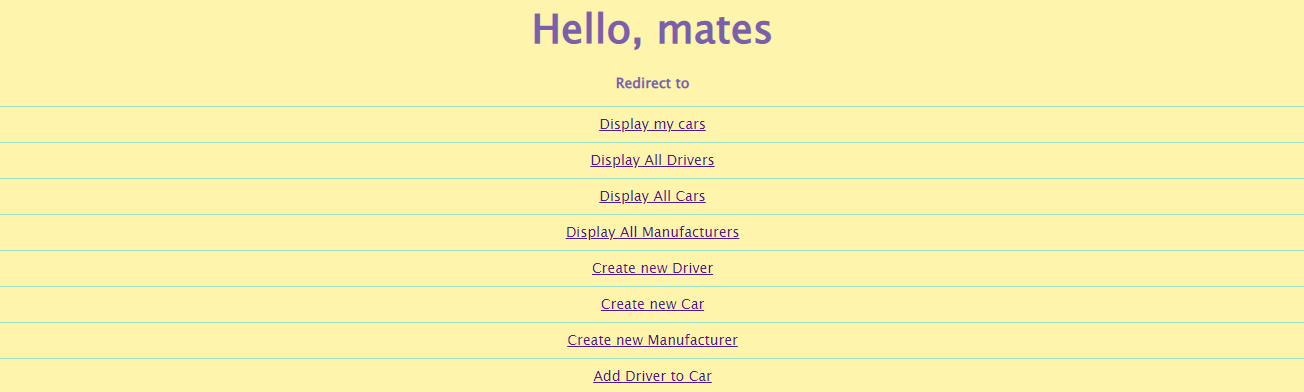 Hello, mates
Redirect to
Display my cars
Display All Drivers
Display All Cars
Display All Manufacturers
Create new Driver
Create new Car
Create new Manufacturer
Add Driver to Car